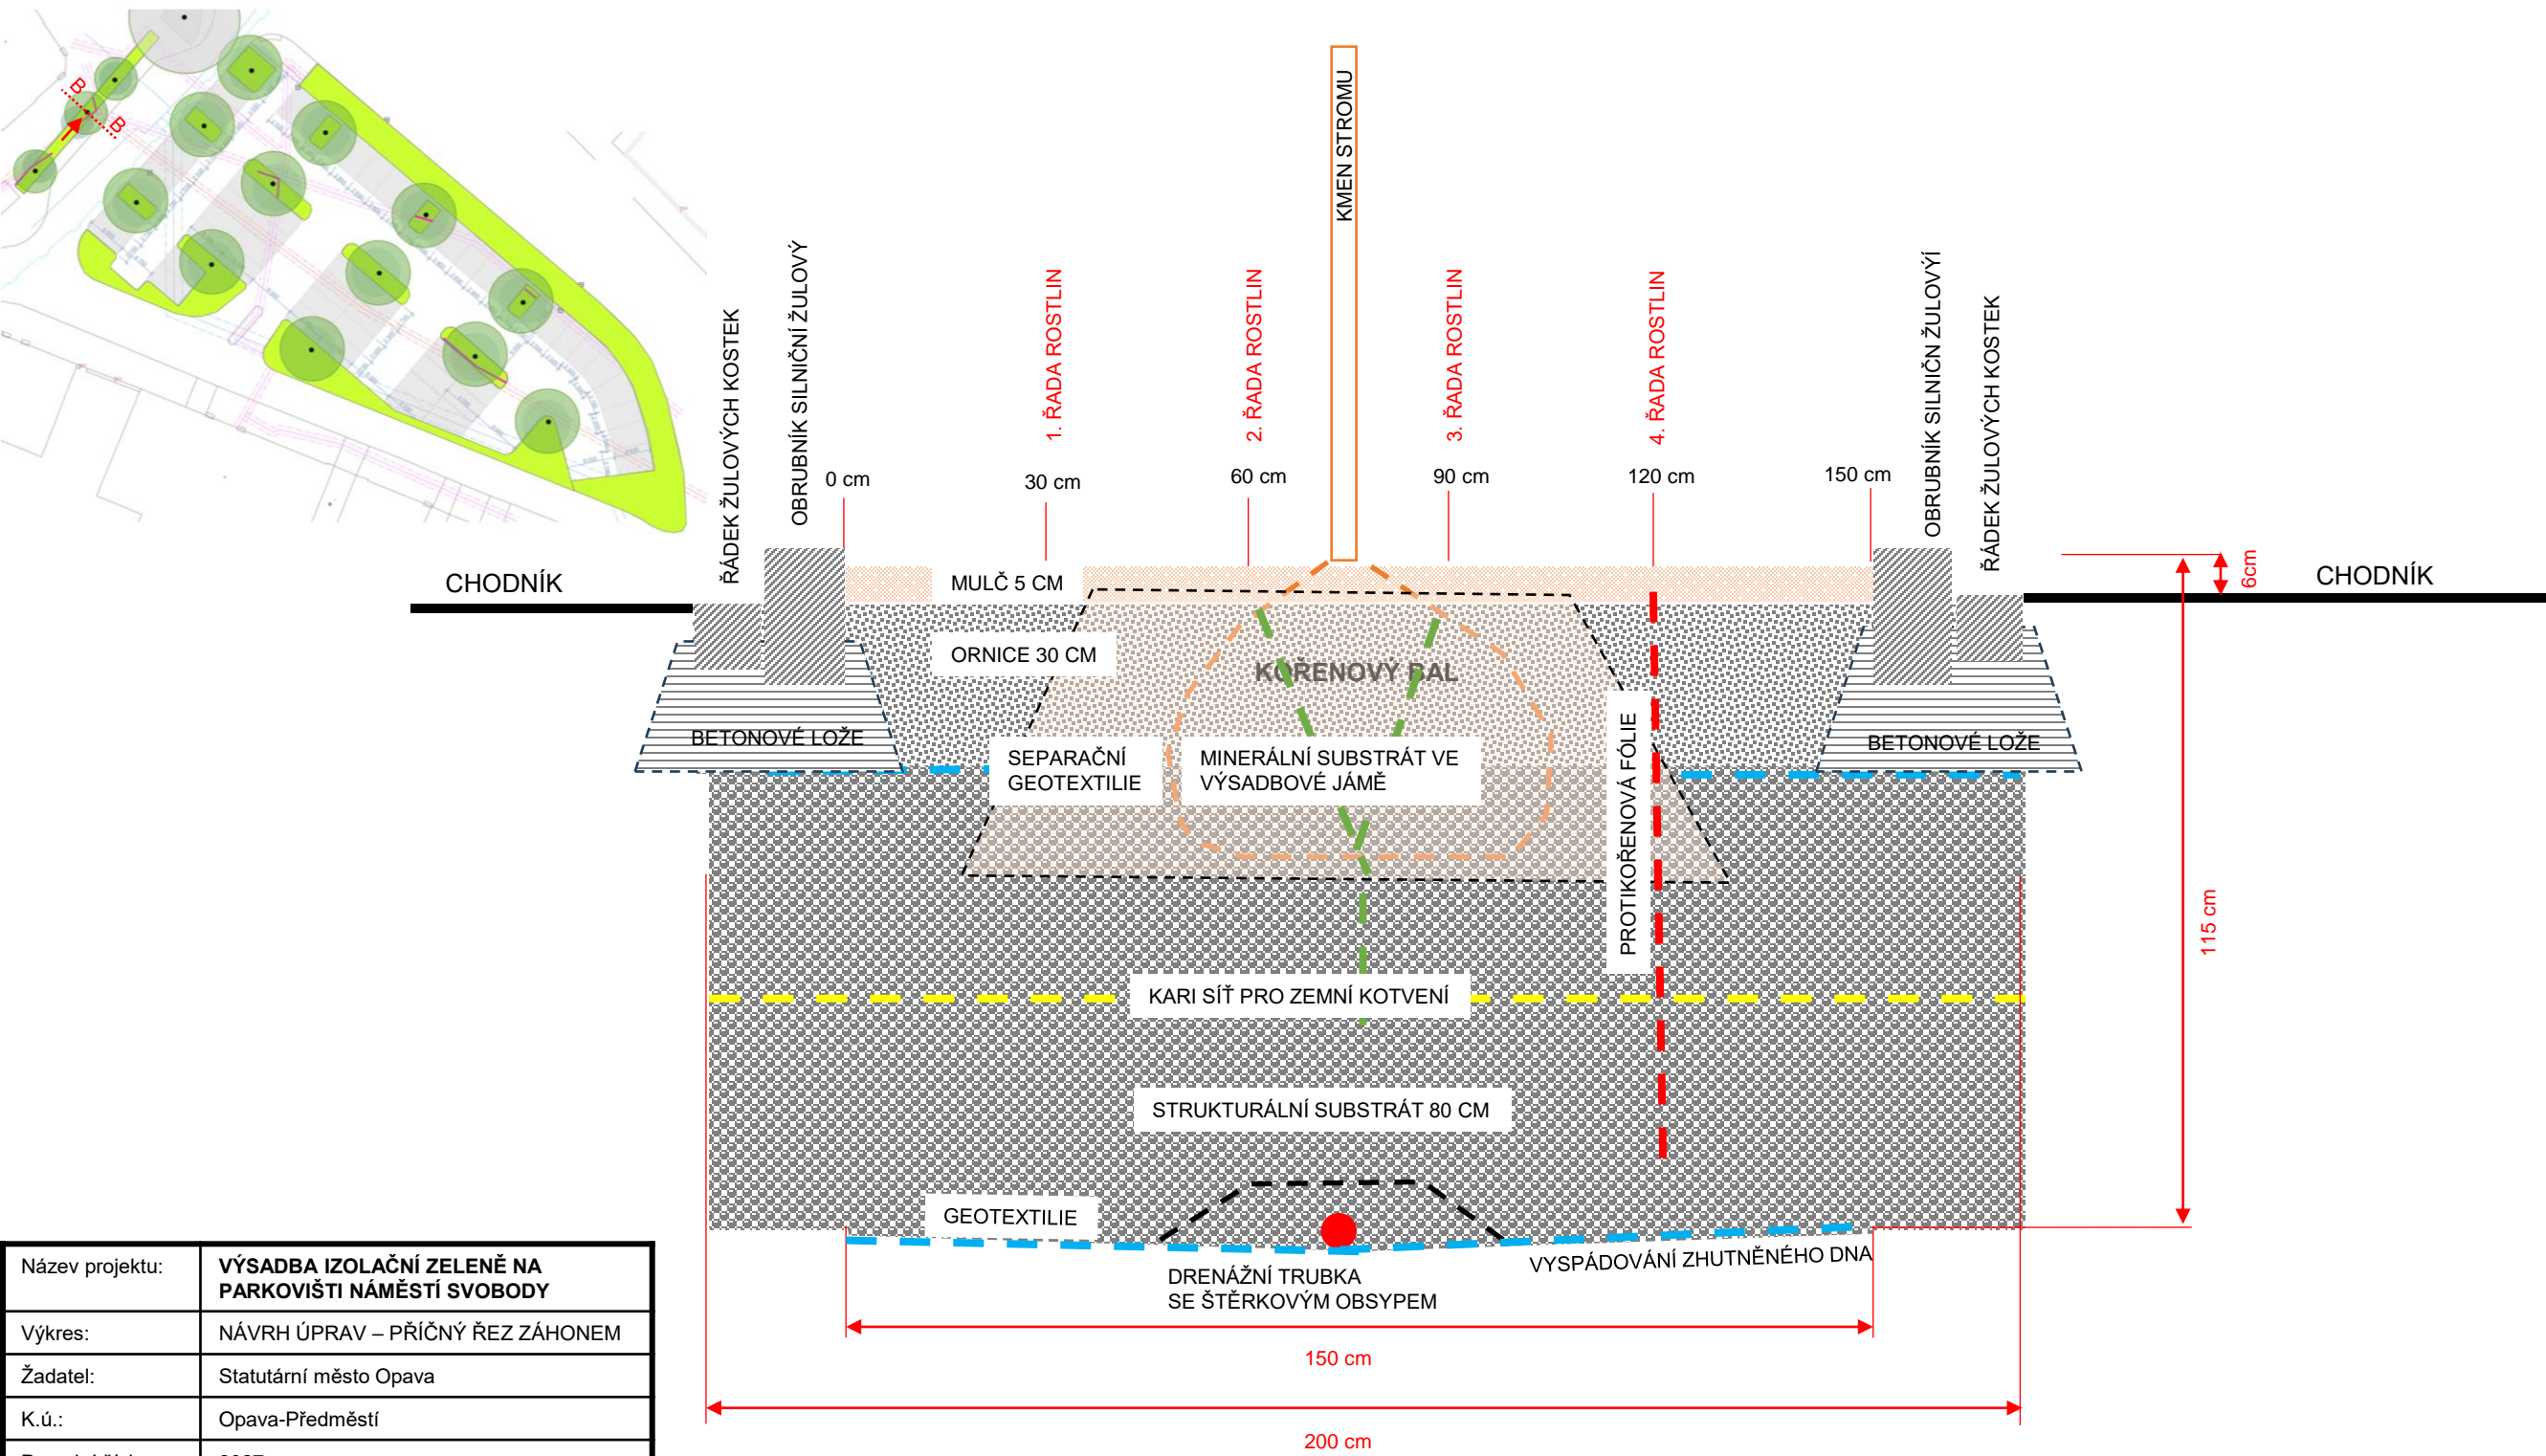 B
B
KMEN STROMU
ŘÁDEK ŽULOVÝCH KOSTEK
OBRUBNÍK SILNIČNÍ ŽULOVÝ
1. ŘADA ROSTLIN
2. ŘADA ROSTLIN
3. ŘADA ROSTLIN
4. ŘADA ROSTLIN
OBRUBNÍK SILNIČN ŽULOVÝÍ
ŘÁDEK ŽULOVÝCH KOSTEK
0 cm
30 cm
60 cm
90 cm
120 cm
150 cm
CHODNÍK
CHODNÍK
6cm
MULČ 5 CM
ORNICE 30 CM
KOŘENOVÝ BAL
BETONOVÉ LOŽE
BETONOVÉ LOŽE
SEPARAČNÍ
GEOTEXTILIE
MINERÁLNÍ SUBSTRÁT VE
VÝSADBOVÉ JÁMĚ
PROTIKOŘENOVÁ FÓLIE
115 cm
KARI SÍŤ PRO ZEMNÍ KOTVENÍ
STRUKTURÁLNÍ SUBSTRÁT 80 CM
GEOTEXTILIE
DRENÁŽNÍ TRUBKA
SE ŠTĚRKOVÝM OBSYPEM
VYSPÁDOVÁNÍ ZHUTNĚNÉHO DNA
150 cm
200 cm
Název projektu:
VÝSADBA IZOLAČNÍ ZELENĚ NA
PARKOVIŠTI NÁMĚSTÍ SVOBODY
Výkres:
NÁVRH ÚPRAV – PŘÍČNÝ ŘEZ ZÁHONEM
Žadatel:
Statutární město Opava
K.ú.:
Opava-Předměstí